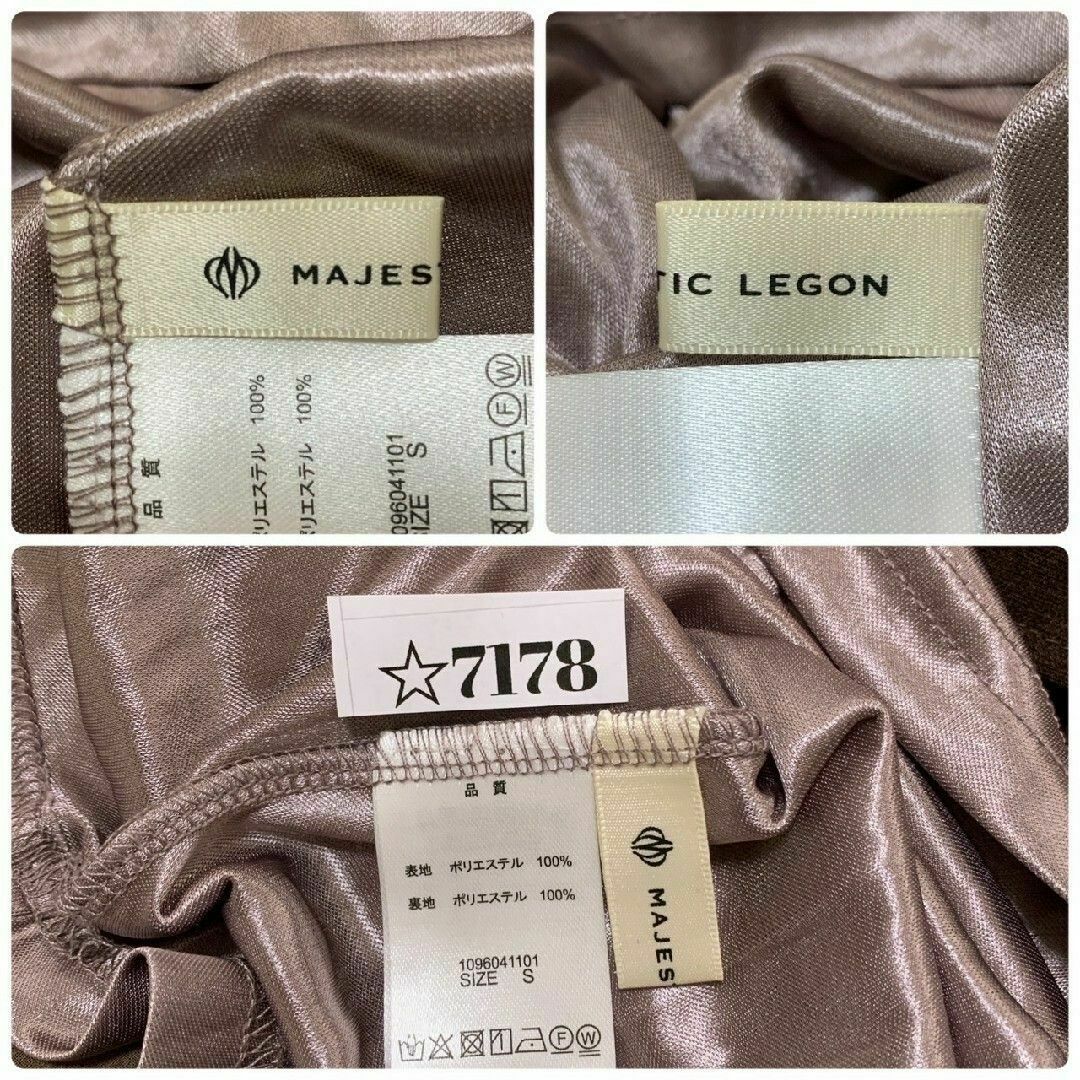 MAJES
品質
ポリエステル 100%
ポリエステル 100%
1096041101
SIZE S
F W
TIC LEGON
☆7178
品質
表地 ポリエステル 100%
裏地 ポリエステル 100%
1096041101
SIZE S
F W
MAJES